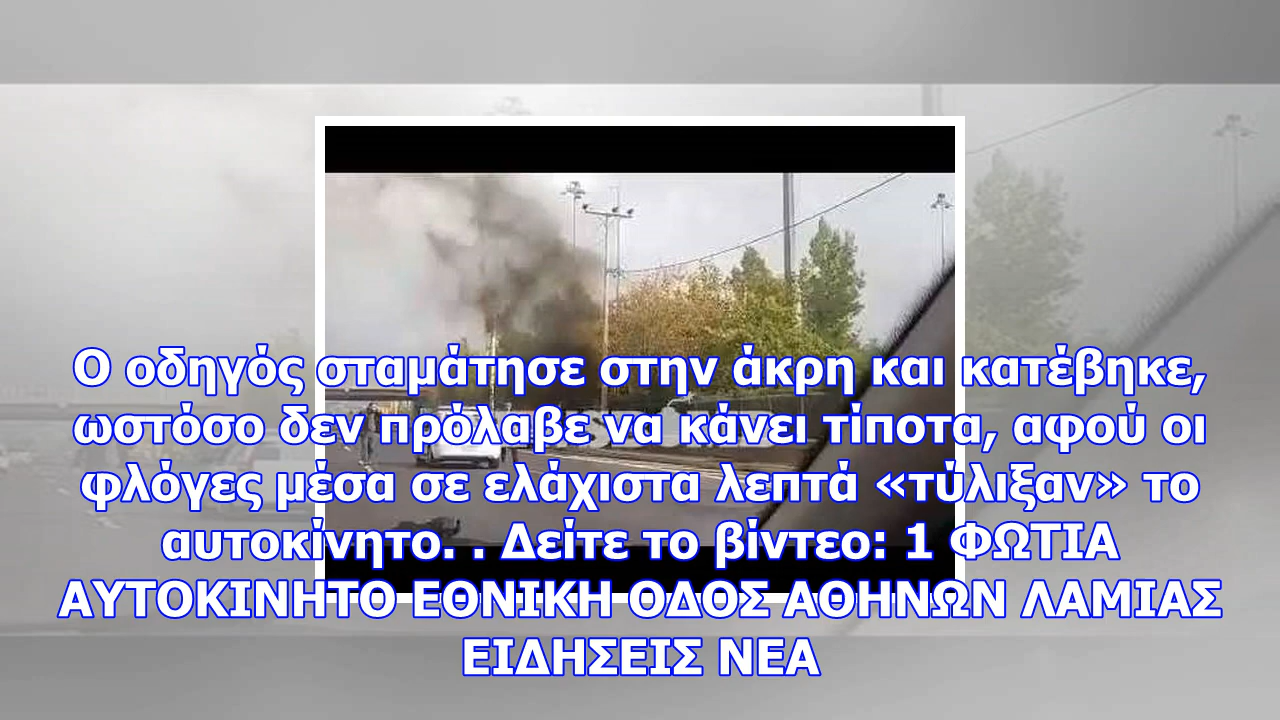 Ο οδηγός σταμάτησε στην άκρη και κατέβηκε,
ωστόσο δεν πρόλαβε να κάνει τίποτα, αφού οι
φλόγες μέσα σε ελάχιστα λεπτά «τύλιξαν» το
αυτοκίνητο. . Δείτε το βίντεο: 1 ΦΩΤΙΑ
ΑΥΤΟΚΙΝΗΤΟ ΕΘΝΙΚΗ ΟΔΟΣ ΑΘΗΝΩΝ ΛΑΜΙΑΣ
ΕΙΔΗΣΕΙΣ ΝΕΑ